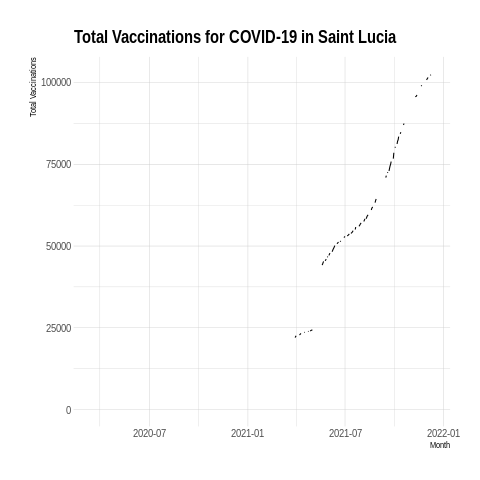 Total Vaccinations for COVID-19 in Saint Lucia
Total Vaccinations
100000
75000
50000
25000
0
2020-07 2021-01 2021-07 2022-01
Month